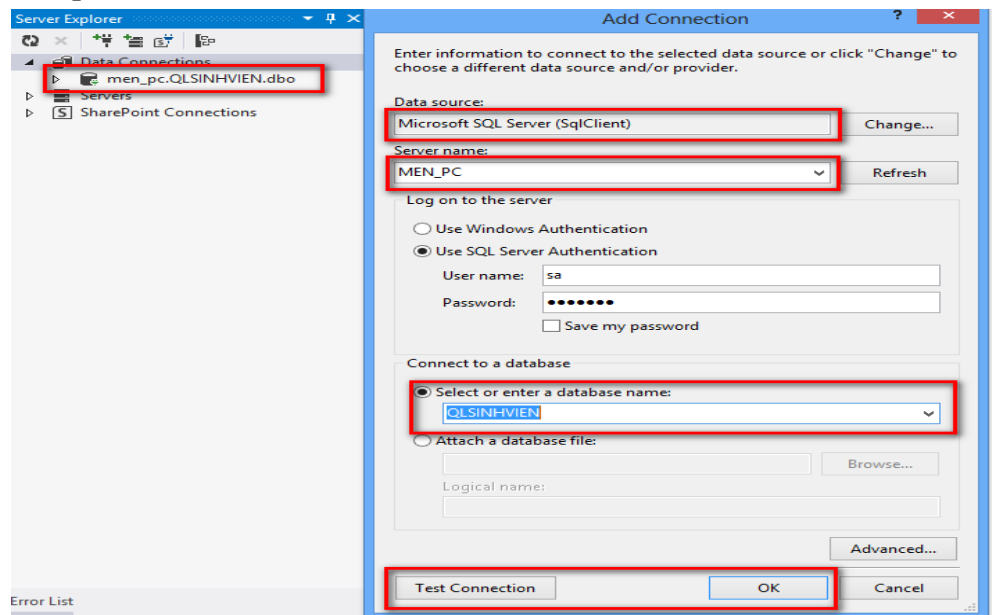 Server Explorer
Data Connections
men_pc.QLSINHVIEN.dbo
Servers
SharePoint Connections
Error List
Add Connection
?
Enter information to connect to the selected data source or click "Change" to
choose a different data source and/or provider.
Data source:
Microsoft SQL Server (SqlClient)
Change...
Server name:
MEN_PC
Refresh
Log on to the server
Use Windows Authentication
Use SQL Server Authentication
User name:
sa
Password:
•••••••
Save my password
Connect to a database
Select or enter a database name:
QLSINHVIEN
Attach a database file:
Browse...
Logical name:
Advanced...
Test Connection
OK
Cancel